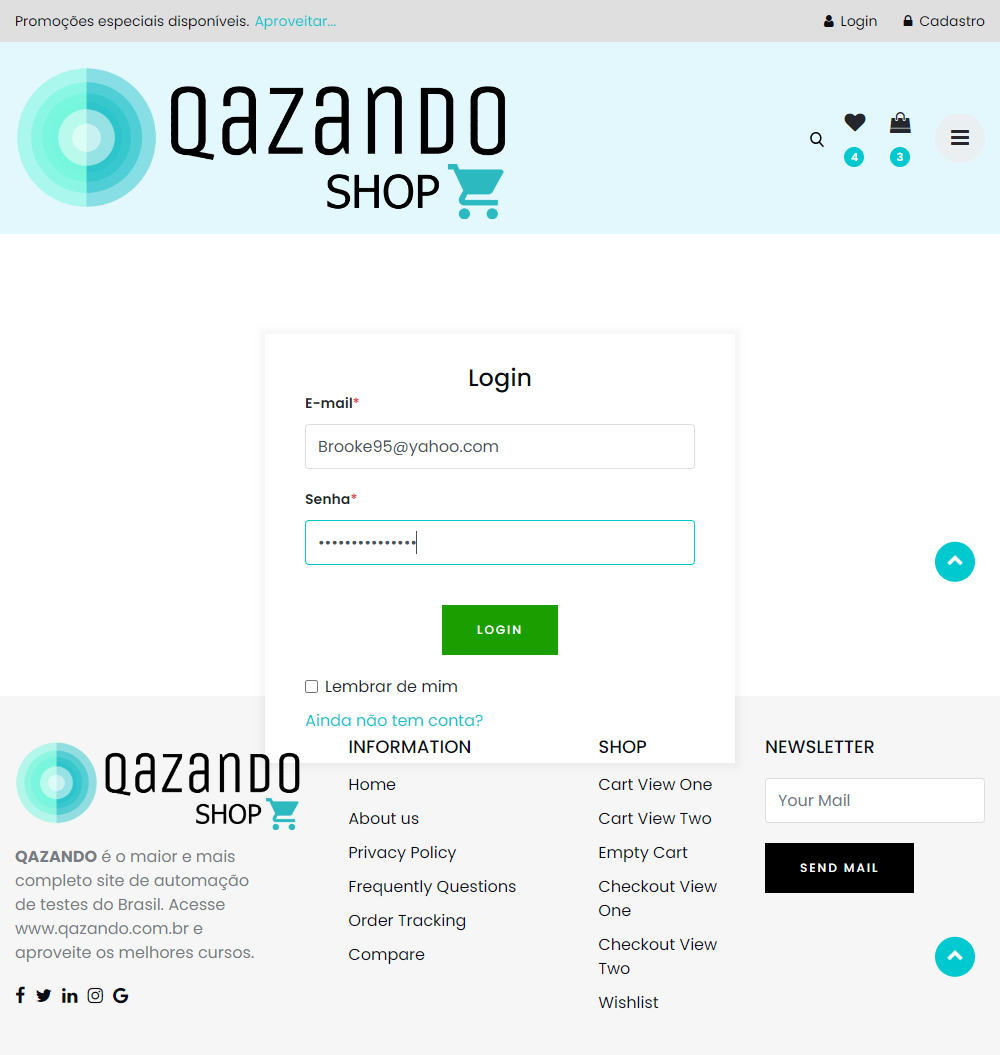 Promoções especiais disponíveis. Aproveitar...
Login
Cadastro
QAZANDO
SHOP
4
3
Login
E-mail*
Brooke95@yahoo.com
Senha*
•••••••••••••••
LOGIN
Lembrar de mim
Ainda não tem conta?
QAZANDO
SHOP
QAZANDO é o maior e mais
completo site de automação
de testes do Brasil. Acesse
www.qazando.com.br e
aproveite os melhores cursos.
INFORMATION
Home
About us
Privacy Policy
Frequently Questions
Order Tracking
Compare
SHOP
Cart View One
Cart View Two
Empty Cart
Checkout View
One
Checkout View
Two
Wishlist
NEWSLETTER
Your Mail
SEND MAIL